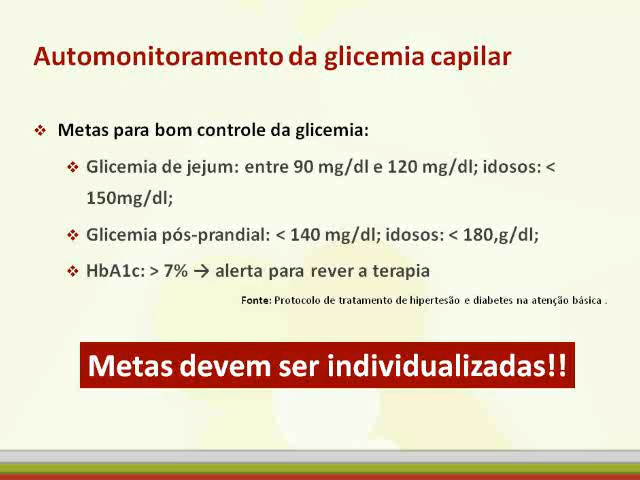 Automonitoramento da glicemia capilar
Metas para bom controle da glicemia:
Glicemia de jejum: entre 90 mg/dl e 120 mg/dl; idosos: <
150mg/dl;
Glicemia pós-prandial: < 140 mg/dl; idosos: < 180,g/dl;
HbA1c: > 7% → alerta para rever a terapia
Fonte: Protocolo de tratamento de hipertesão e diabetes na atenção básica .
Metas devem ser individualizadas!!